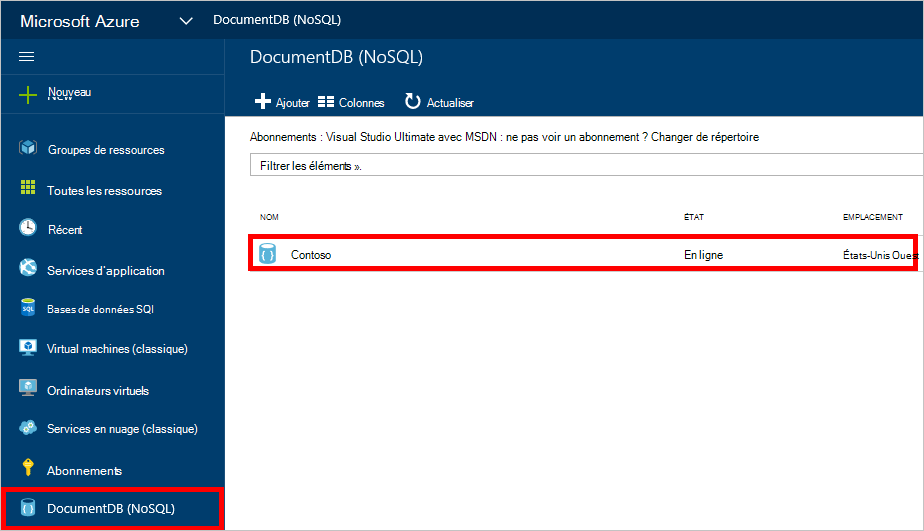 Microsoft Azure
DocumentDB (NoSQL)
DocumentDB (NoSQL)
Nouveau
Ajouter
Colonnes
Actualiser
Abonnements : Visual Studio Ultimate avec MSDN : ne pas voir un abonnement ? Changer de répertoire
Filtrer les éléments ».
Groupes de ressources
Toutes les ressources
Récent
Services d'application
Bases de données SQl
Virtual machines (classique)
Ordinateurs virtuels
Services en nuage (classique)
Abonnements
DocumentDB (NoSQL)
NOM ÉTAT EMPLACEMENT
Contoso En ligne États-Unis Ouest